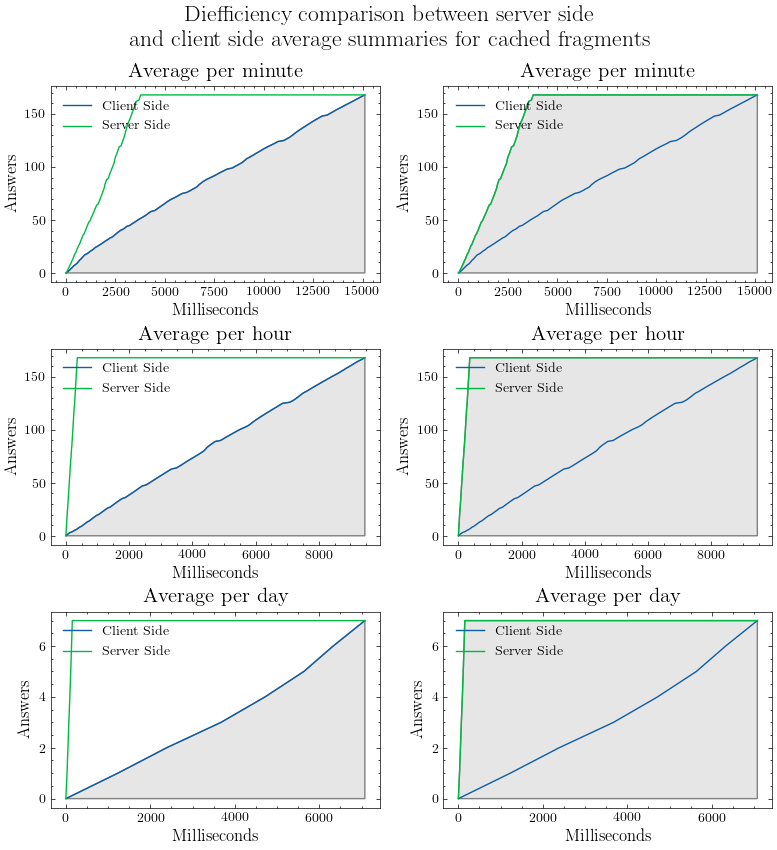 Diefficiency comparison between server side
and client side average summaries for cached fragments
Average per minute
Client Side
Server Side
Answers
150
100
50
0
0 2500 5000 7500 10000 12500 15000
Milliseconds
Average per minute
Client Side
Server Side
Answers
150
100
50
0
0 2500 5000 7500 10000 12500 15000
Milliseconds
Average per hour
Client Side
Server Side
Answers
150
100
50
0
0 2000 4000 6000 8000
Milliseconds
Average per hour
Client Side
Server Side
Answers
150
100
50
0
0 2000 4000 6000 8000
Milliseconds
Average per day
Client Side
Server Side
Answers
6
4
2
0
0 2000 4000 6000
Milliseconds
Average per day
Client Side
Server Side
Answers
6
4
2
0
0 2000 4000 6000
Milliseconds